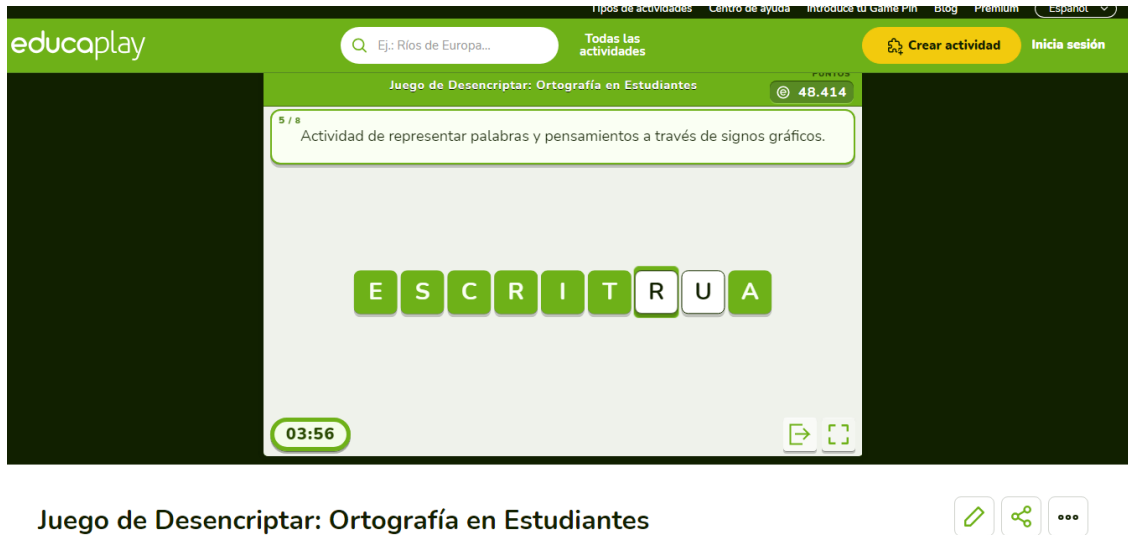 Tipos de actividades Centro de ayuda Introduce tu Game Pin Blog Premium Español
educaplay Ej.: Ríos de Europa... Todas las actividades Crear actividad Inicia sesión
Juego de Desencriptar: Ortografía en Estudiantes
PUNTOS
48.414
5 / 8
Actividad de representar palabras y pensamientos a través de signos gráficos.
E S C R I T R U A
03:56
Juego de Desencriptar: Ortografía en Estudiantes